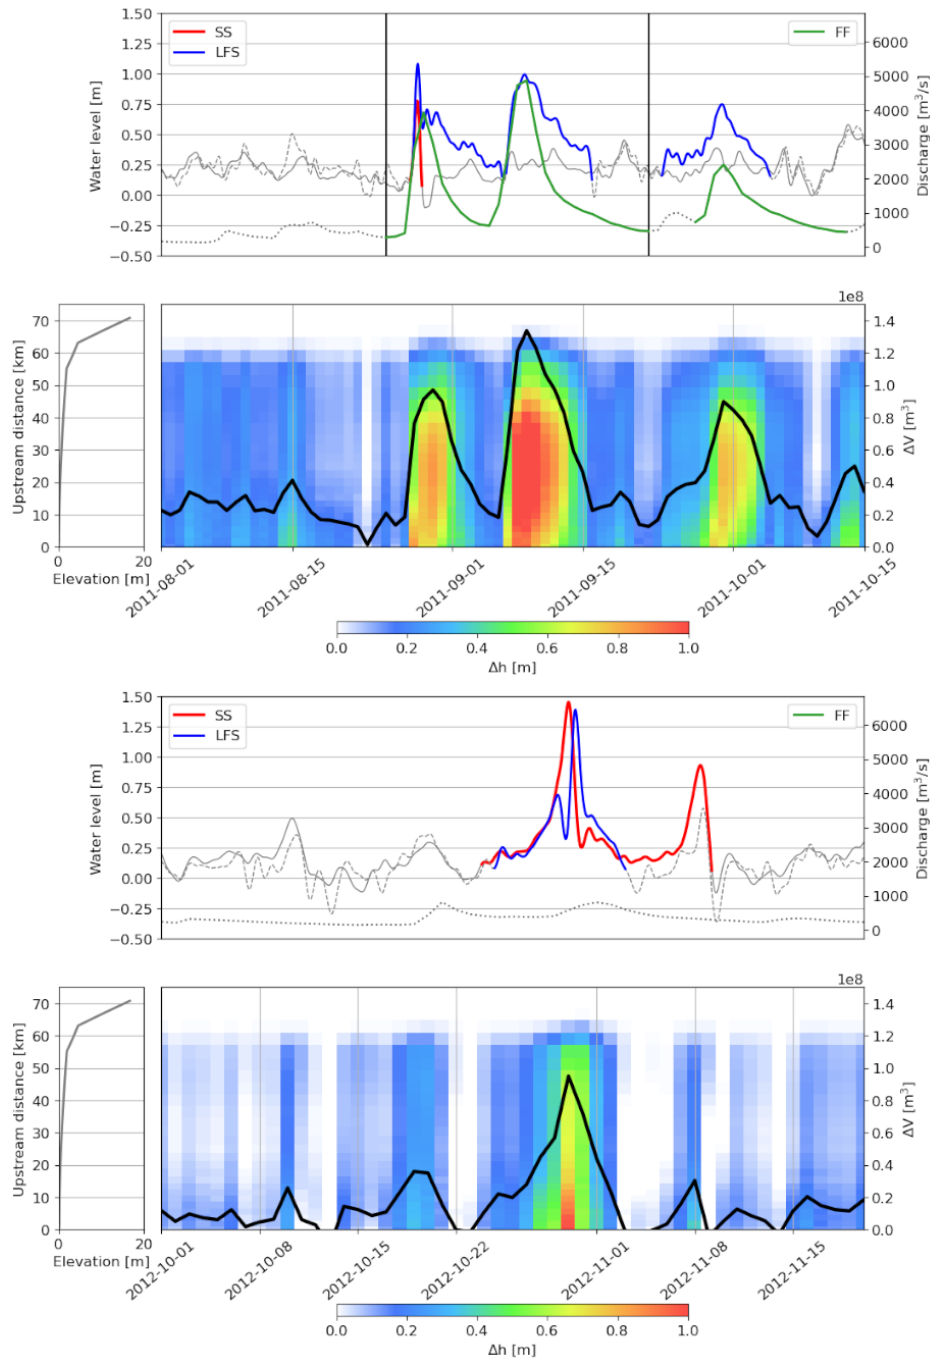 1.50
1.25
1.00
0.75
0.50
0.25
0.00
−0.25
−0.50
Water level [m]
SS
LFS
FF
6000
5000
4000
3000
2000
1000
0
Discharge [m³/s]
1e8
70
60
50
40
30
20
10
0
Upstream distance [km]
0 20
Elevation [m]
1.4
1.2
1.0
0.8
0.6
0.4
0.2
0.0
ΔV [m³]
2011-08-01 2011-08-15 2011-09-01 2011-09-15 2011-10-01 2011-10-15
0.0 0.2 0.4 0.6 0.8 1.0
Δh [m]
1.50
1.25
1.00
0.75
0.50
0.25
0.00
−0.25
−0.50
Water level [m]
SS
LFS
FF
6000
5000
4000
3000
2000
1000
0
Discharge [m³/s]
1e8
70
60
50
40
30
20
10
0
Upstream distance [km]
0 20
Elevation [m]
1.4
1.2
1.0
0.8
0.6
0.4
0.2
0.0
ΔV [m³]
2012-10-01 2012-10-08 2012-10-15 2012-10-22 2012-11-01 2012-11-08 2012-11-15
0.0 0.2 0.4 0.6 0.8 1.0
Δh [m]